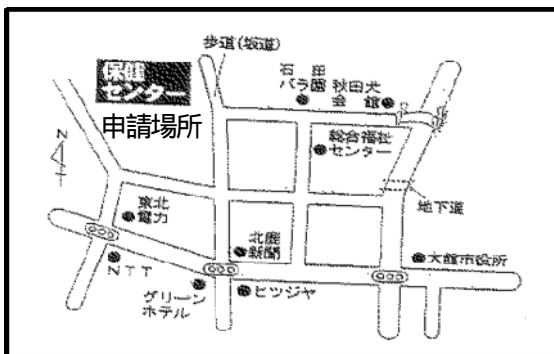 歩道(坂道)
保健
センター
申請場所
石田
バラ園
秋田犬
会館
総合福祉
センター
地下道
東北
電力
北鹿
新聞
大館市役所
NTT
グリーン
ホテル
ヒツジヤ
N